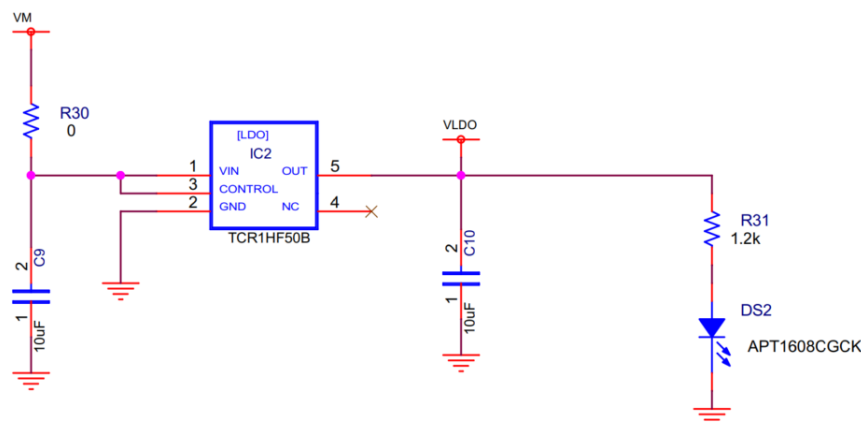 VM
R30
0
[LDO]
IC2
1
VIN
OUT
5
3
CONTROL
2
GND
NC
4
TCR1HF50B
VLDO
2
C9
1
10uF
2
C10
1
10uF
R31
1.2k
DS2
APT1608CGCK